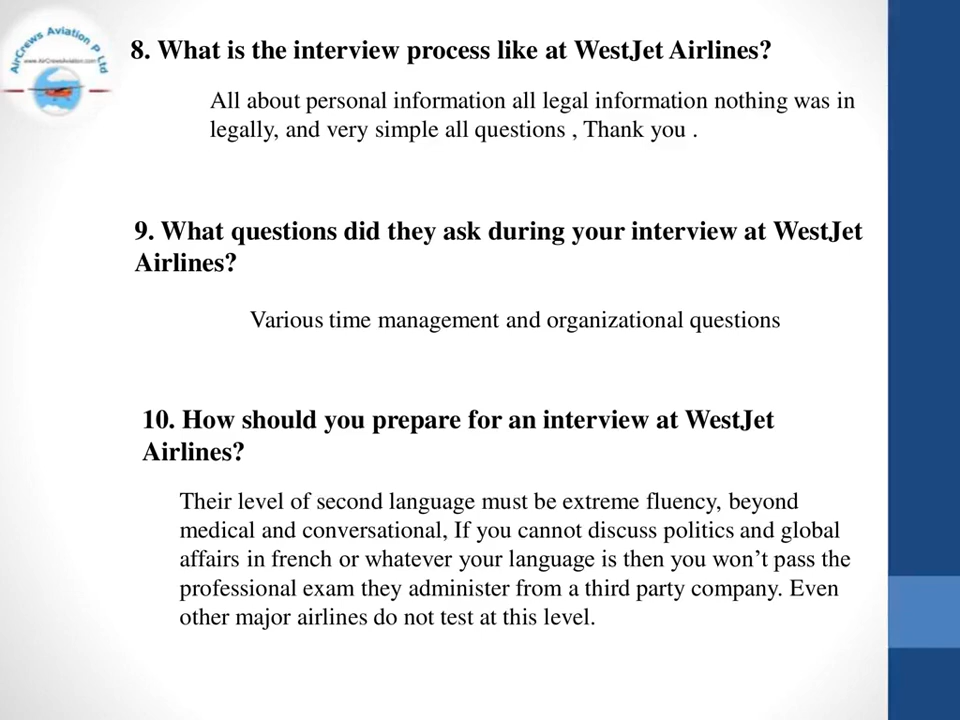 AirCrews Aviation P Ltd
www.AirCrewsAviation.com
8. What is the interview process like at WestJet Airlines?
All about personal information all legal information nothing was in
legally, and very simple all questions , Thank you .
9. What questions did they ask during your interview at WestJet
Airlines?
Various time management and organizational questions
10. How should you prepare for an interview at WestJet
Airlines?
Their level of second language must be extreme fluency, beyond
medical and conversational, If you cannot discuss politics and global
affairs in french or whatever your language is then you won’t pass the
professional exam they administer from a third party company. Even
other major airlines do not test at this level.